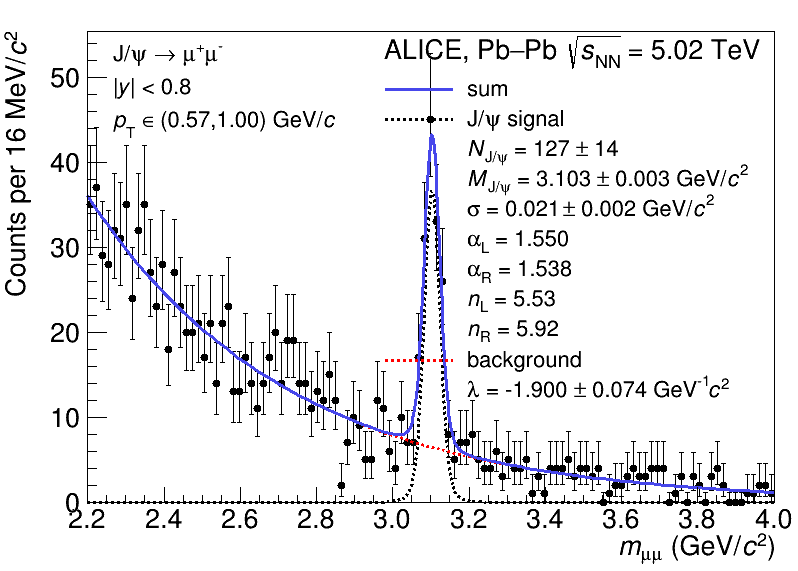 J/ψ → μ⁺μ⁻
|y| < 0.8
p_T ∈ (0.57,1.00) GeV/c
ALICE, Pb–Pb √s_NN = 5.02 TeV
sum
J/ψ signal
N_J/ψ = 127 ± 14
M_J/ψ = 3.103 ± 0.003 GeV/c²
σ = 0.021 ± 0.002 GeV/c²
α_L = 1.550
α_R = 1.538
n_L = 5.53
n_R = 5.92
background
λ = -1.900 ± 0.074 GeV⁻¹c²
Counts per 16 MeV/c²
50
40
30
20
10
0
2.2 2.4 2.6 2.8 3.0 3.2 3.4 3.6 3.8 4.0
m_μμ (GeV/c²)